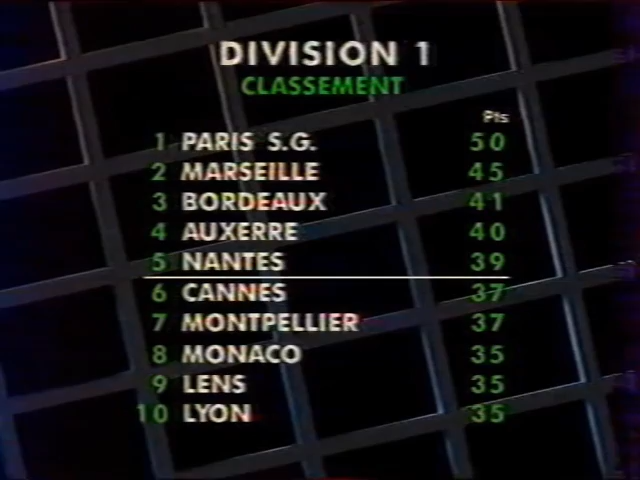 DIVISION 1
CLASSEMENT
Pts
1 PARIS S.G. 50
2 MARSEILLE 45
3 BORDEAUX 41
4 AUXERRE 40
5 NANTES 39
6 CANNES 37
7 MONTPELLIER 37
8 MONACO 35
9 LENS 35
10 LYON 35